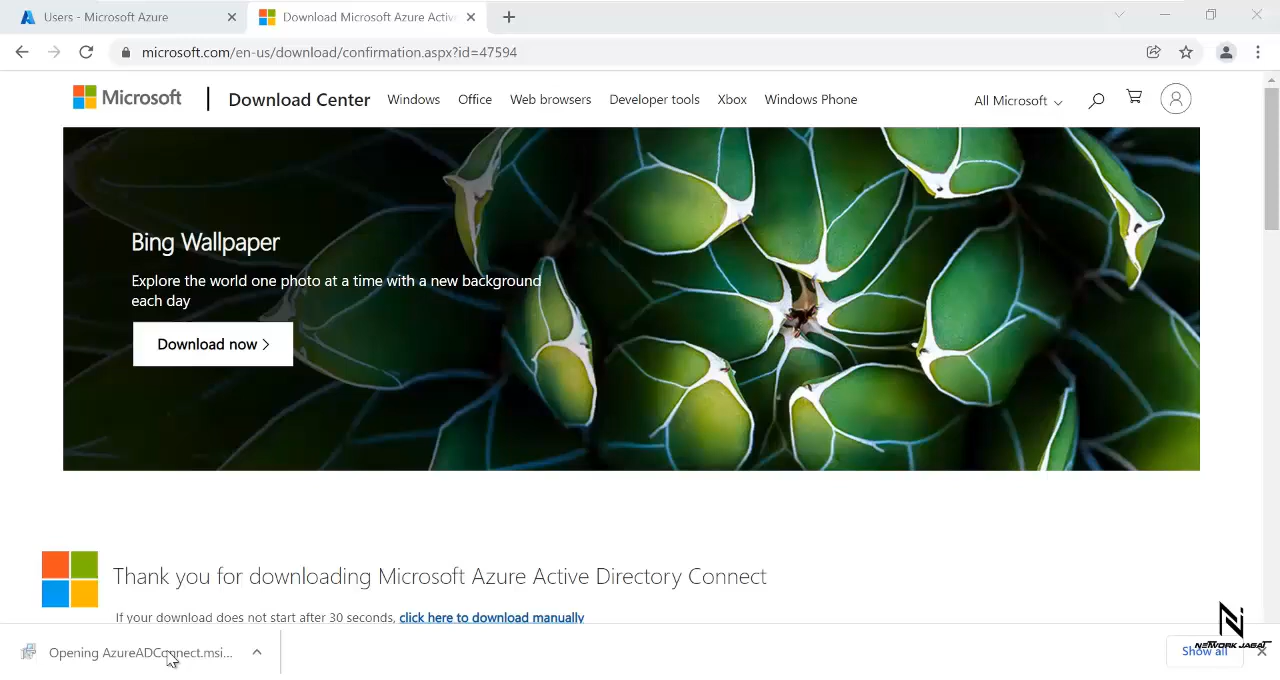 Users - Microsoft Azure
Download Microsoft Azure Activ
microsoft.com/en-us/download/confirmation.aspx?id=47594
Microsoft
Download Center
Windows
Office
Web browsers
Developer tools
Xbox
Windows Phone
All Microsoft
Bing Wallpaper
Explore the world one photo at a time with a new background
each day
Download now
Thank you for downloading Microsoft Azure Active Directory Connect
If your download does not start after 30 seconds, click here to download manually
Opening AzureADConnect.msi...
Show all
NETWORK JAGAT